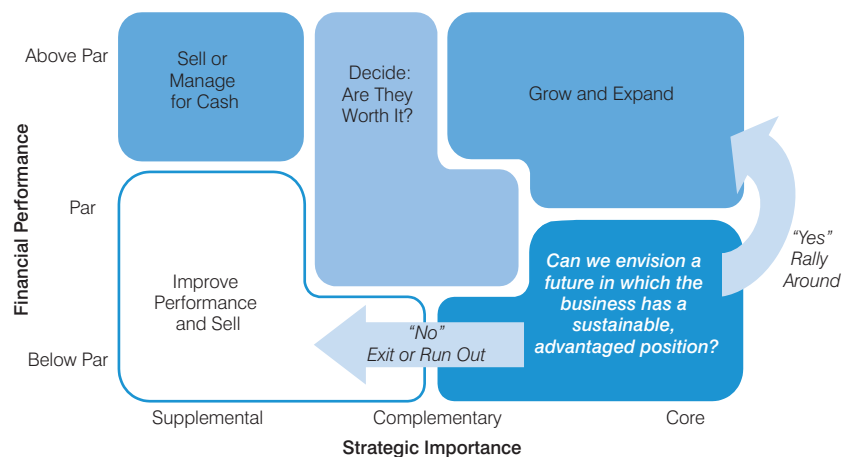 Above Par
Sell or
Manage
for Cash
Decide:
Are They
Worth It?
Grow and Expand
Financial Performance
Par
Improve
Performance
and Sell
Can we envision a
future in which the
business has a
sustainable,
advantaged position?
“Yes”
Rally
Around
“No”
Exit or Run Out
Below Par
Supplemental
Complementary
Core
Strategic Importance